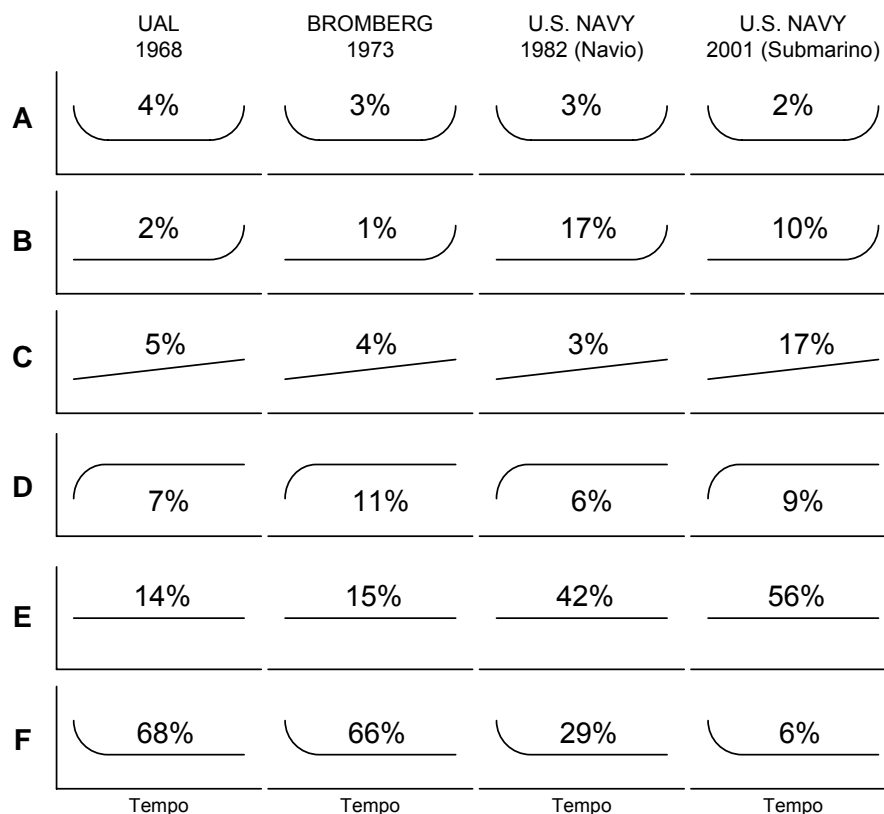 UAL
1968
BROMBERG
1973
U.S. NAVY
1982 (Navio)
U.S. NAVY
2001 (Submarino)
A 4% 3% 3% 2%
B 2% 1% 17% 10%
C 5% 4% 3% 17%
D 7% 11% 6% 9%
E 14% 15% 42% 56%
F 68% 66% 29% 6%
Tempo Tempo Tempo Tempo